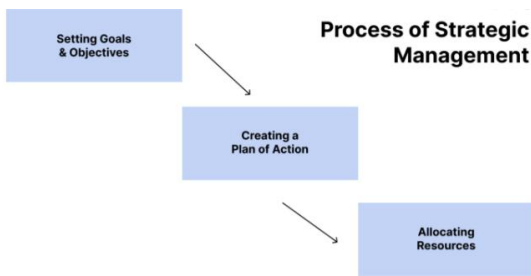 Process of Strategic
Management
Setting Goals
& Objectives
Creating a
Plan of Action
Allocating
Resources